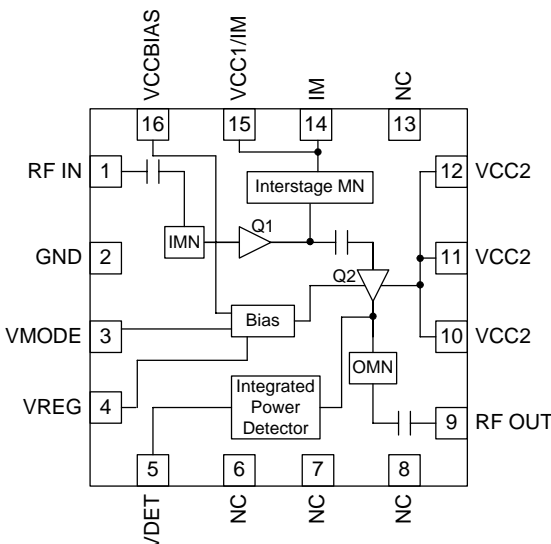 VCCBIAS
VCC1/IM
IM
NC
16
15
14
13
RF IN
1
12
VCC2
Interstage MN
Q1
IMN
GND
2
11
VCC2
Q2
Bias
VMODE
3
10
VCC2
OMN
VREG
4
Integrated
Power
Detector
9
RF OUT
5
6
7
8
VDET
NC
NC
NC